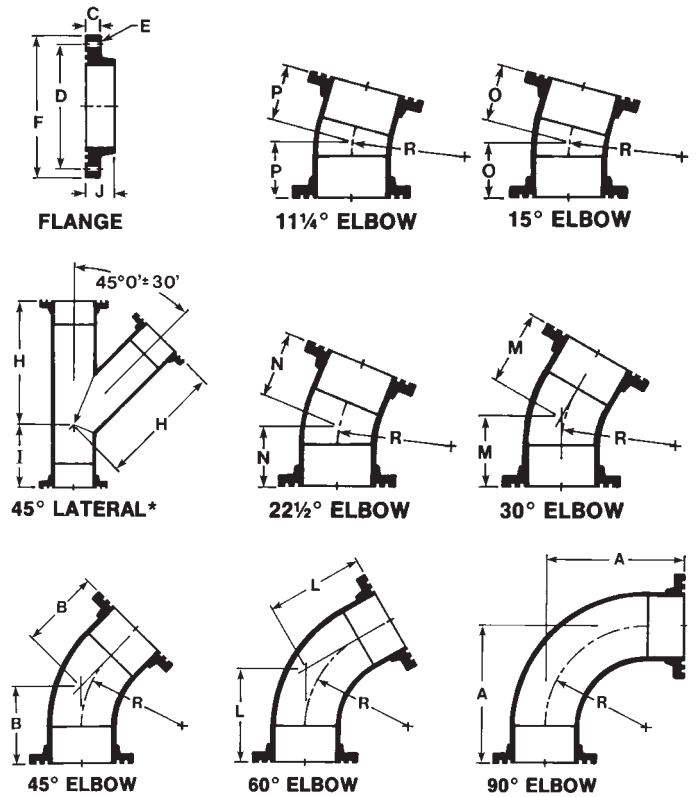 C
E
F
D
J
FLANGE
P
R
P
11¼° ELBOW
O
R
O
15° ELBOW
45°0'± 30'
H
H
I
45° LATERAL*
N
R
N
22½° ELBOW
M
R
M
30° ELBOW
B
R
B
45° ELBOW
L
R
L
60° ELBOW
A
A
R
90° ELBOW